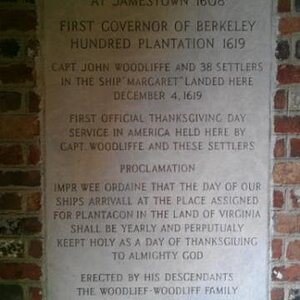 AT JAMESTOWN 1608
FIRST GOVERNOR OF BERKELEY
HUNDRED PLANTATION 1619
CAPT. JOHN WOODLIFFE AND 38 SETTLERS
IN THE SHIP "MARGARET" LANDED HERE
DECEMBER 4, 1619
FIRST OFFICIAL THANKSGIVING DAY
SERVICE IN AMERICA HELD HERE BY
CAPT. WOODLIFFE AND THESE SETTLERS
PROCLAMATION
IMPR WEE ORDAINE THAT THE DAY OF OUR
SHIPS ARRIVALL AT THE PLACE ASSIGNED
FOR PLANTACON IN THE LAND OF VIRGINIA
SHALL BE YEARLY AND PERPUTUALY
KEEPT HOLY AS A DAY OF THANKSGIUING
TO ALMIGHTY GOD
ERECTED BY HIS DESCENDANTS
THE WOODLIEF-WOODLIFF FAMILY